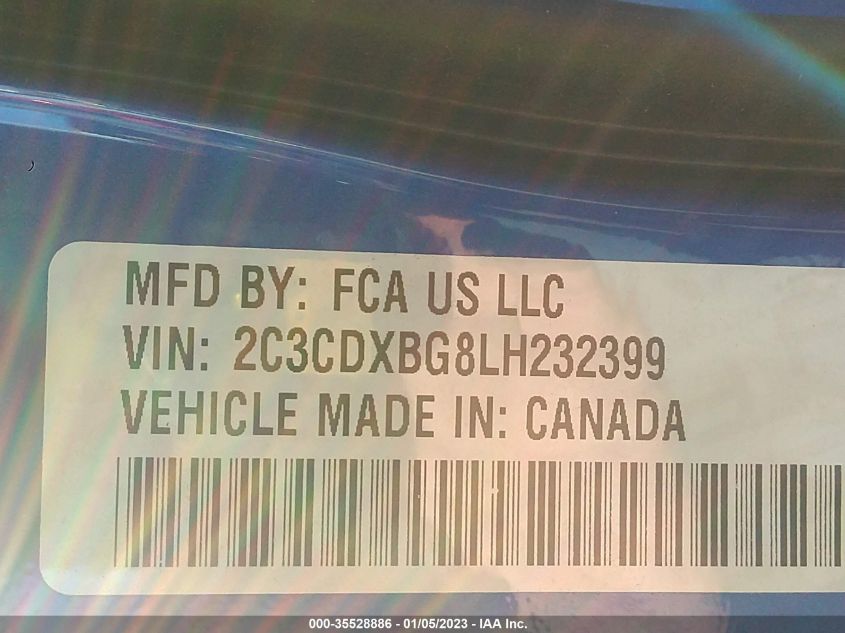 MFD BY: FCA US LLC
VIN: 2C3CDXBG8LH232399
VEHICLE MADE IN: CANADA
000-35528886 - 01/05/2023 - IAA Inc.